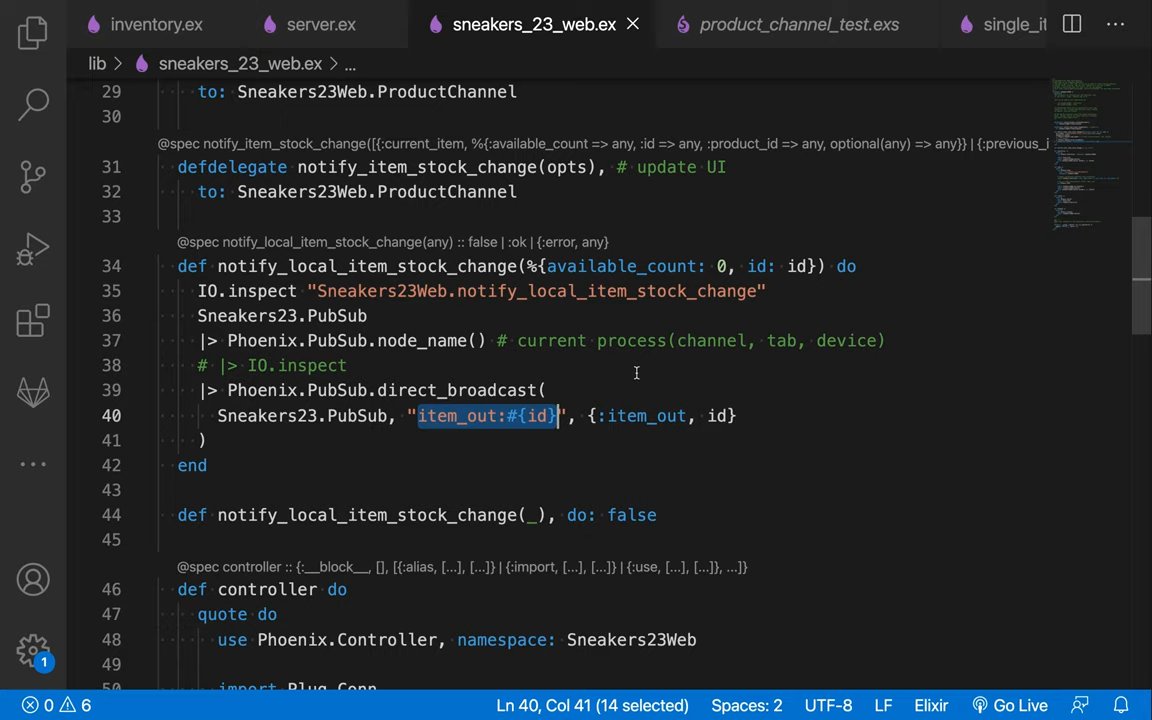 inventory.ex server.ex sneakers_23_web.ex product_channel_test.exs single_it
lib > sneakers_23_web.ex > ...
29 to: Sneakers23Web.ProductChannel
30
@spec notify_item_stock_change([{:current_item, %{:available_count => any, :id => any, :product_id => any, optional(any) => any}} | {:previous_i
31 defdelegate notify_item_stock_change(opts), # update UI
32 to: Sneakers23Web.ProductChannel
33
@spec notify_local_item_stock_change(any) :: false | :ok | {:error, any}
34 def notify_local_item_stock_change(%{available_count: 0, id: id}) do
35 IO.inspect "Sneakers23Web.notify_local_item_stock_change"
36 Sneakers23.PubSub
37 |> Phoenix.PubSub.node_name() # current process(channel, tab, device)
38 # |> IO.inspect
39 |> Phoenix.PubSub.direct_broadcast(
40 Sneakers23.PubSub, "item_out:#{id}", {:item_out, id}
41 )
42 end
43
44 def notify_local_item_stock_change(_), do: false
45
@spec controller :: {:__block__, [], [{:alias, [...], [...]} | {:import, [...], [...]} | {:use, [...], [...]}, ...]}
46 def controller do
47 quote do
48 use Phoenix.Controller, namespace: Sneakers23Web
49
50 import Plug.Conn
1
0 6 Ln 40, Col 41 (14 selected) Spaces: 2 UTF-8 LF Elixir Go Live